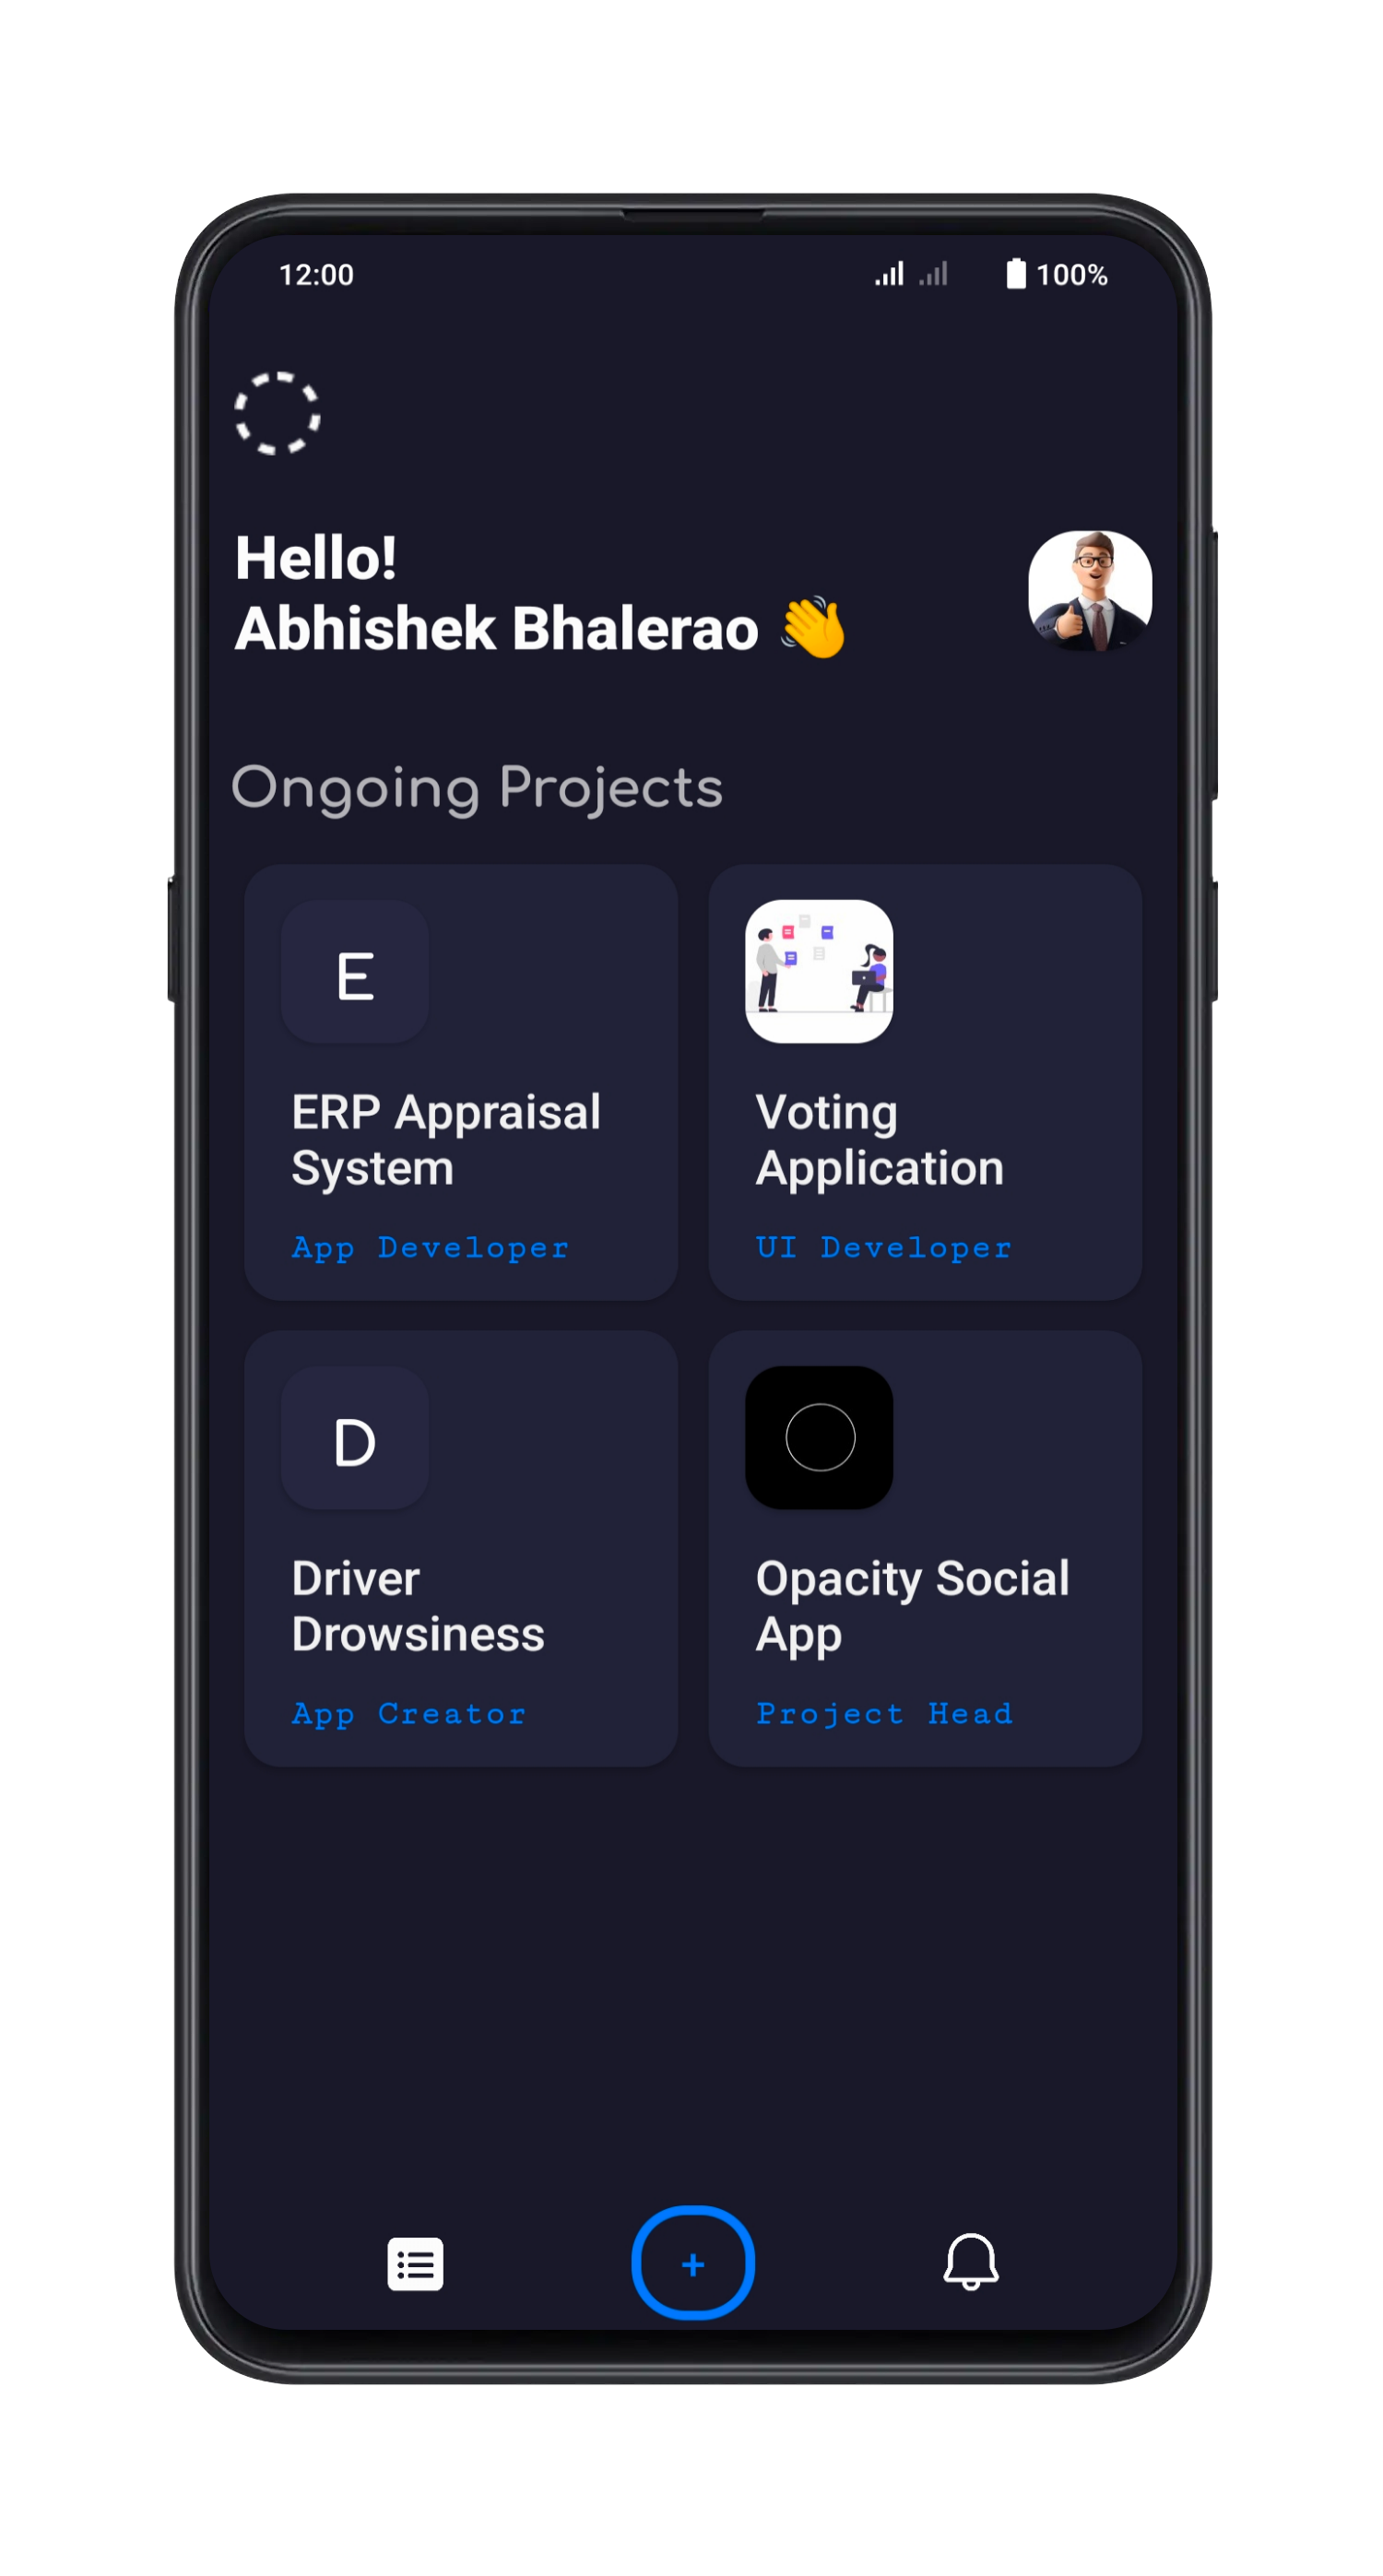 12:00 100%
Hello!
Abhishek Bhalerao 👋
Ongoing Projects
E
ERP Appraisal
System
App Developer
Voting
Application
UI Developer
D
Driver
Drowsiness
App Creator
Opacity Social
App
Project Head
+